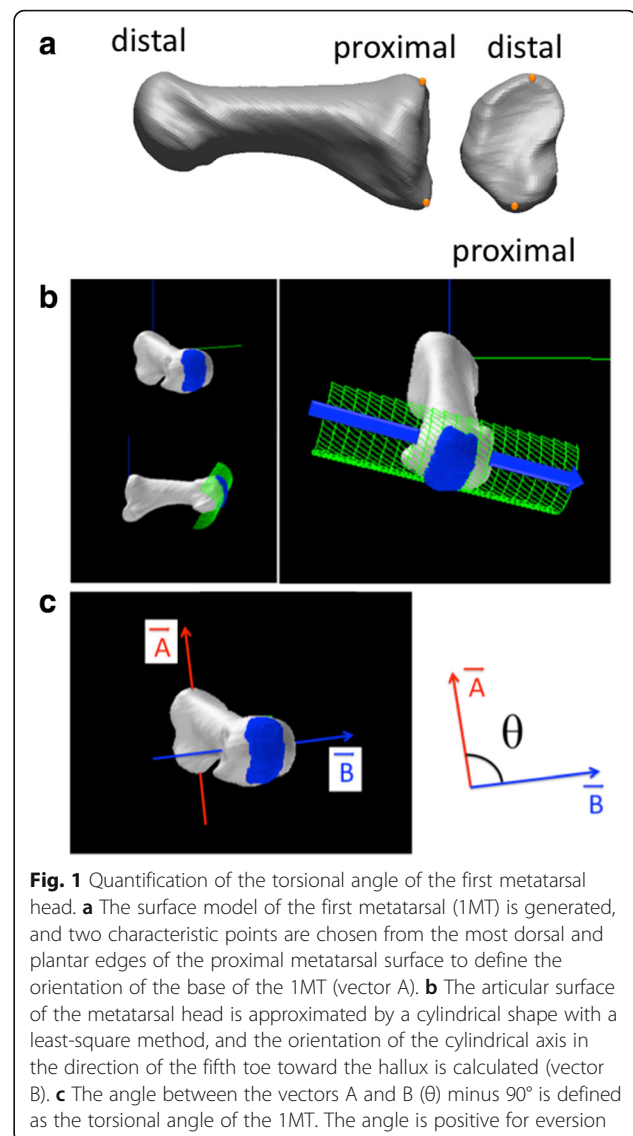 a
distal
proximal
distal
proximal
b
c
A
B
A
θ
B
Fig. 1 Quantification of the torsional angle of the first metatarsal
head. a The surface model of the first metatarsal (1MT) is generated,
and two characteristic points are chosen from the most dorsal and
plantar edges of the proximal metatarsal surface to define the
orientation of the base of the 1MT (vector A). b The articular surface
of the metatarsal head is approximated by a cylindrical shape with a
least-square method, and the orientation of the cylindrical axis in
the direction of the fifth toe toward the hallux is calculated (vector
B). c The angle between the vectors A and B (θ) minus 90° is defined
as the torsional angle of the 1MT. The angle is positive for eversion